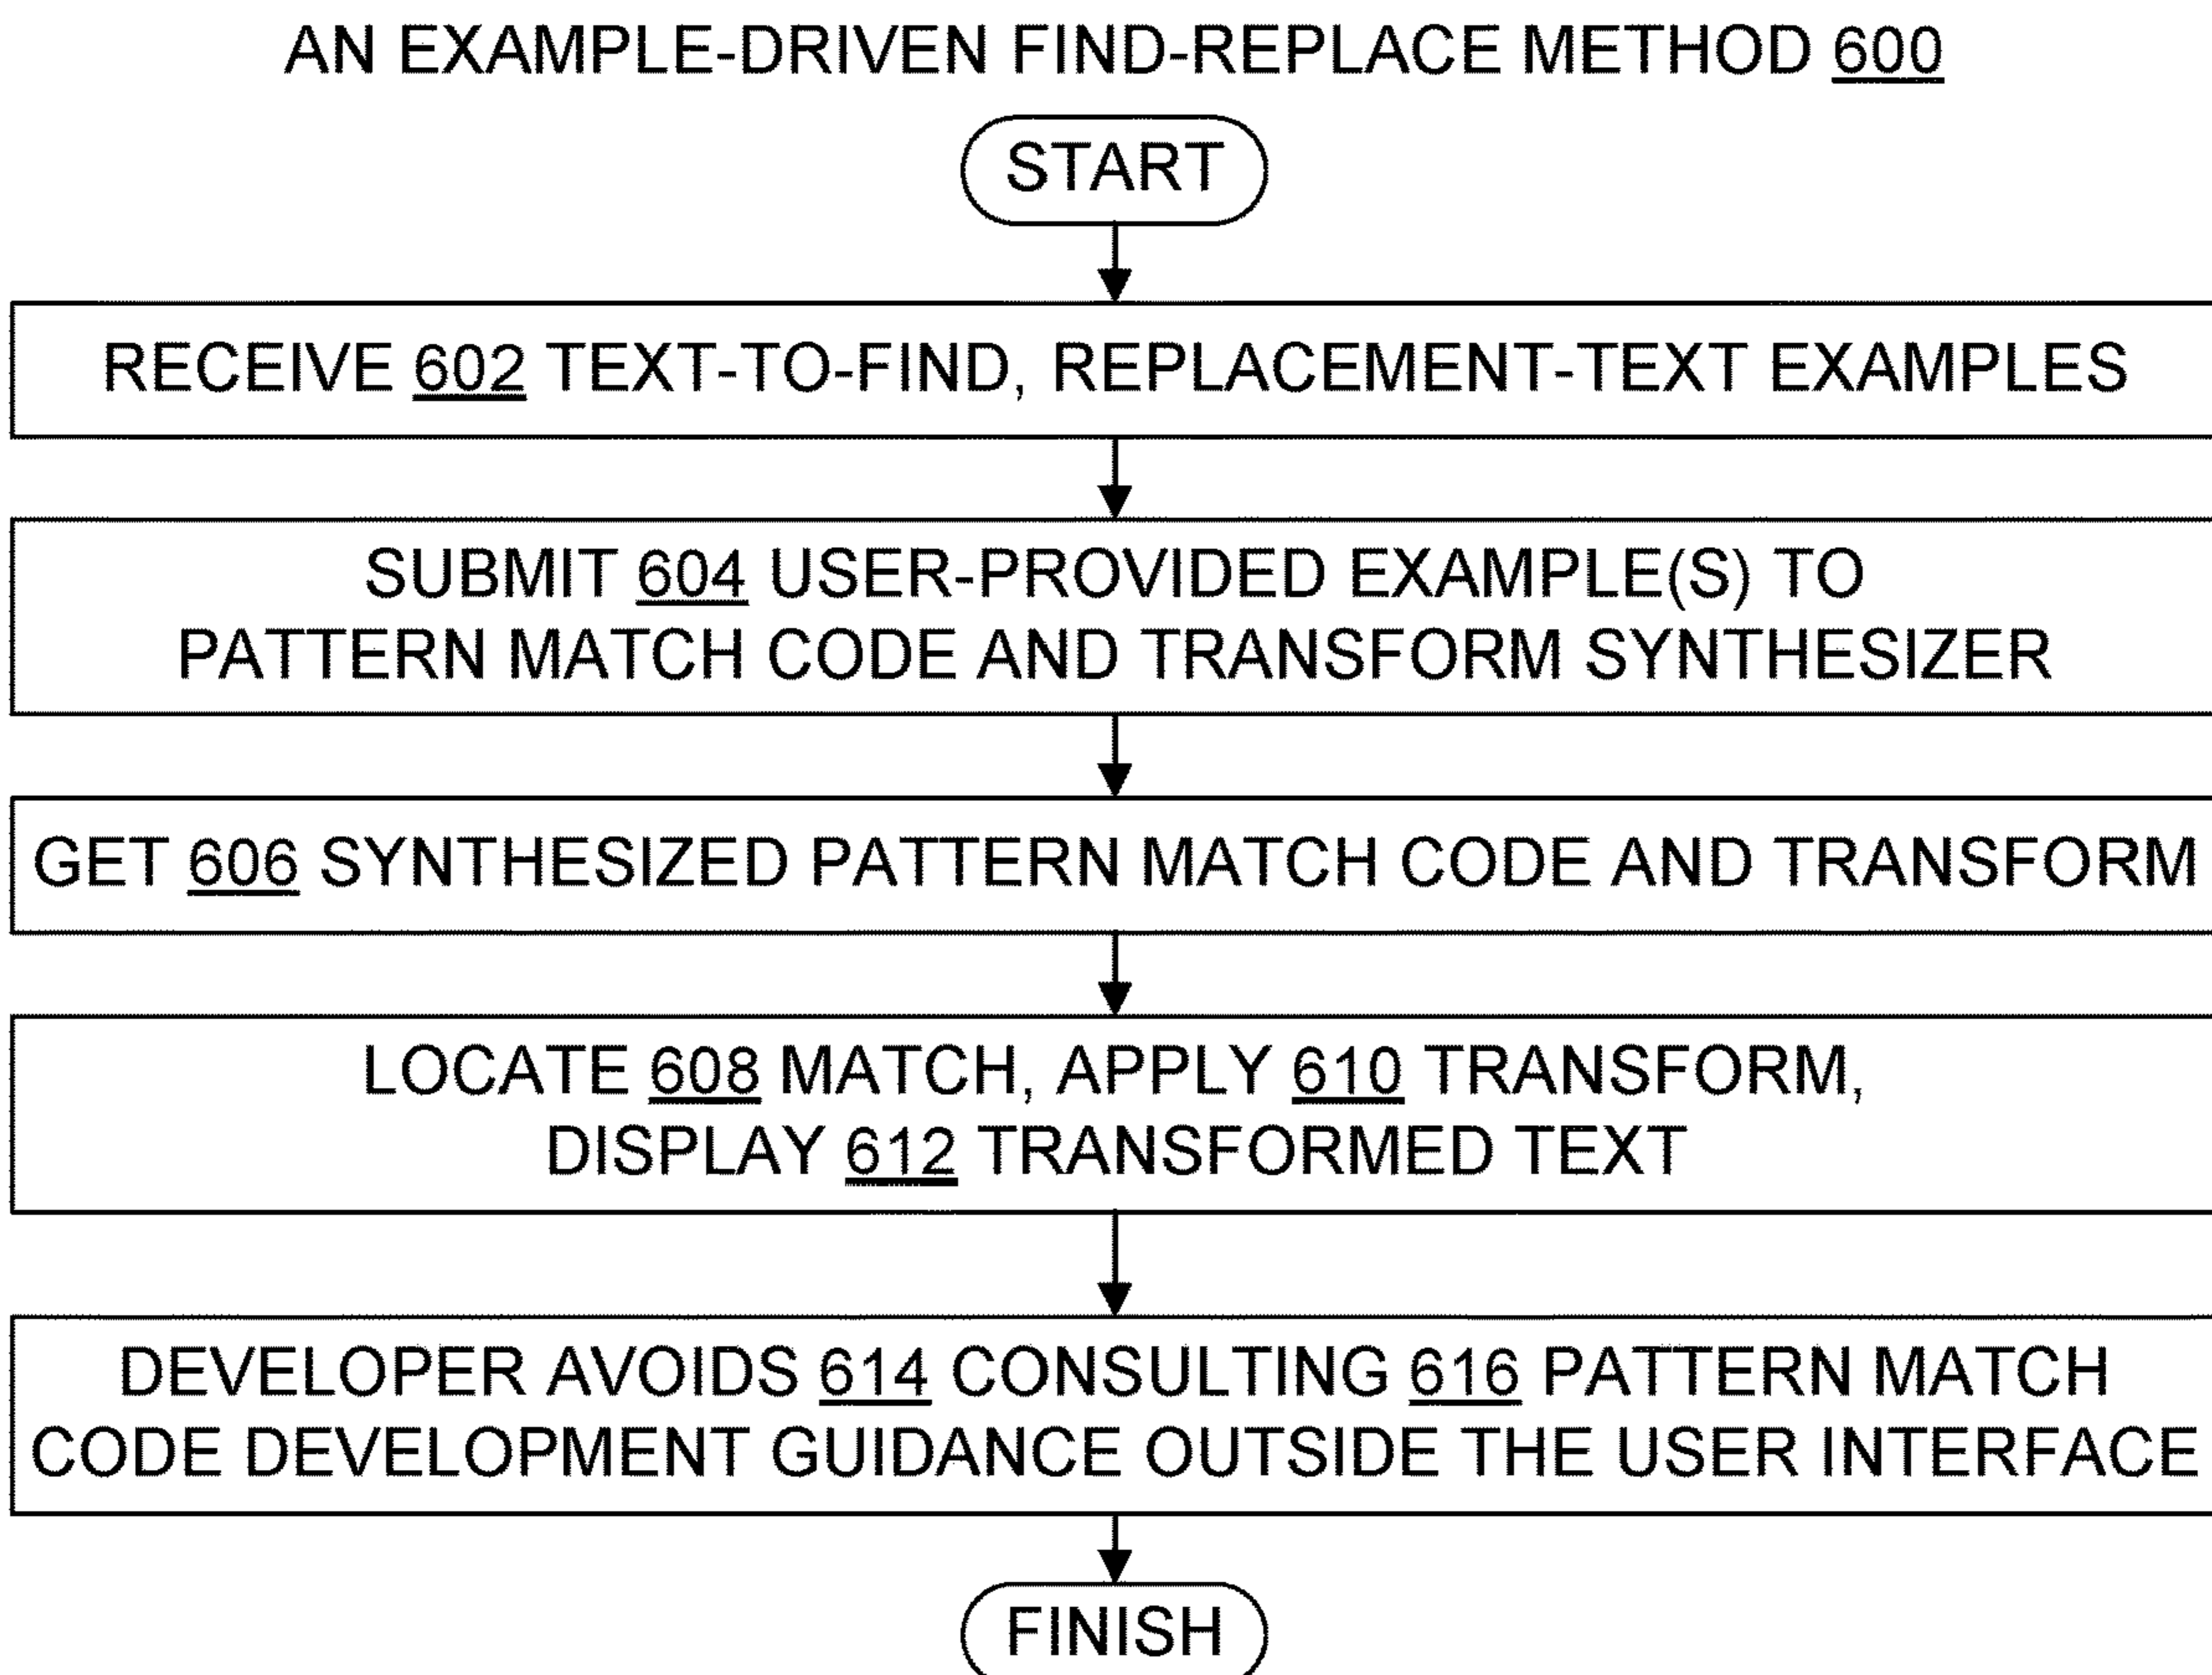 AN EXAMPLE-DRIVEN FIND-REPLACE METHOD 600
START
RECEIVE 602 TEXT-TO-FIND, REPLACEMENT-TEXT EXAMPLES
SUBMIT 604 USER-PROVIDED EXAMPLE(S) TO
PATTERN MATCH CODE AND TRANSFORM SYNTHESIZER
GET 606 SYNTHESIZED PATTERN MATCH CODE AND TRANSFORM
LOCATE 608 MATCH, APPLY 610 TRANSFORM,
DISPLAY 612 TRANSFORMED TEXT
DEVELOPER AVOIDS 614 CONSULTING 616 PATTERN MATCH
CODE DEVELOPMENT GUIDANCE OUTSIDE THE USER INTERFACE
FINISH